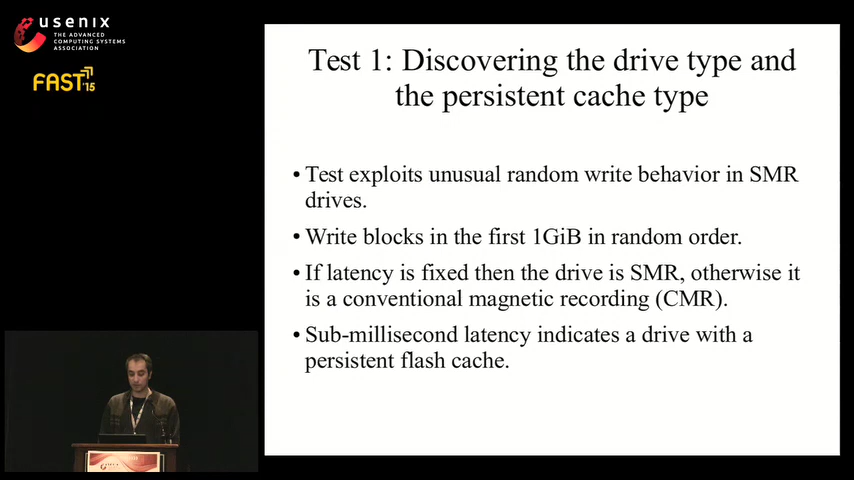 usenix
THE ADVANCED
COMPUTING SYSTEMS
ASSOCIATION
FAST '15
Test 1: Discovering the drive type and
the persistent cache type
• Test exploits unusual random write behavior in SMR
drives.
• Write blocks in the first 1GiB in random order.
• If latency is fixed then the drive is SMR, otherwise it
is a conventional magnetic recording (CMR).
• Sub-millisecond latency indicates a drive with a
persistent flash cache.